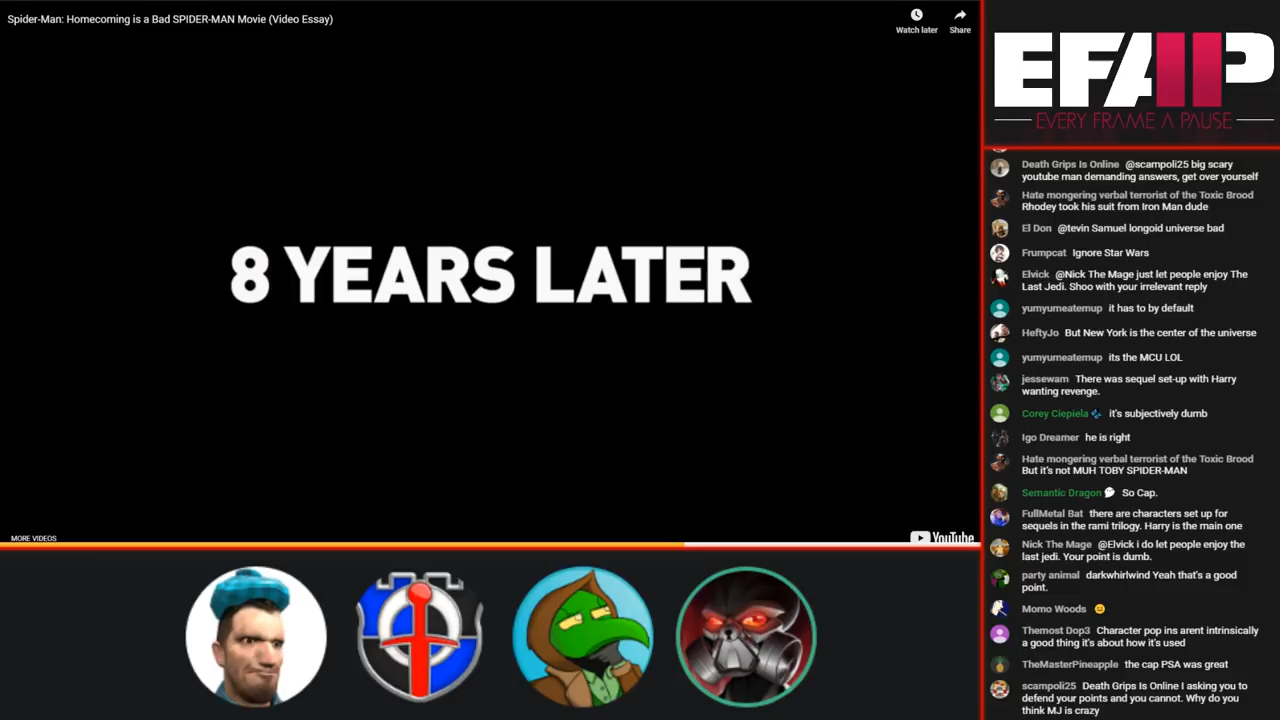 Spider-Man: Homecoming is a Bad SPIDER-MAN Movie (Video Essay)
Watch later
Share
8 YEARS LATER
MORE VIDEOS
YouTube
EFAP
EVERY FRAME A PAUSE
Death Grips Is Online @scampoli25 big scary
youtube man demanding answers, get over yourself
Hate mongering verbal terrorist of the Toxic Brood
Rhodey took his suit from Iron Man dude
El Don @tevin Samuel longoid universe bad
Frumpcat Ignore Star Wars
Elvick @Nick The Mage just let people enjoy The
Last Jedi. Shoo with your irrelevant reply
yumyumeatemup it has to by default
HeftyJo But New York is the center of the universe
yumyumeatemup its the MCU LOL
jessewam There was sequel set-up with Harry
wanting revenge.
Corey Ciepiela it's subjectively dumb
Igo Dreamer he is right
Hate mongering verbal terrorist of the Toxic Brood
But it's not MUH TOBY SPIDER-MAN
Semantic Dragon So Cap.
FullMetal Bat there are characters set up for
sequels in the rami trilogy. Harry is the main one
Nick The Mage @Elvick i do let people enjoy the
last jedi. Your point is dumb.
party animal darkwhirlwind Yeah that's a good
point.
Momo Woods
Themost Dop3 Character pop ins arent intrinsically
a good thing it's about how it's used
TheMasterPineapple the cap PSA was great
scampoli25 Death Grips Is Online I asking you to
defend your points and you cannot. Why do you
think MJ is crazy